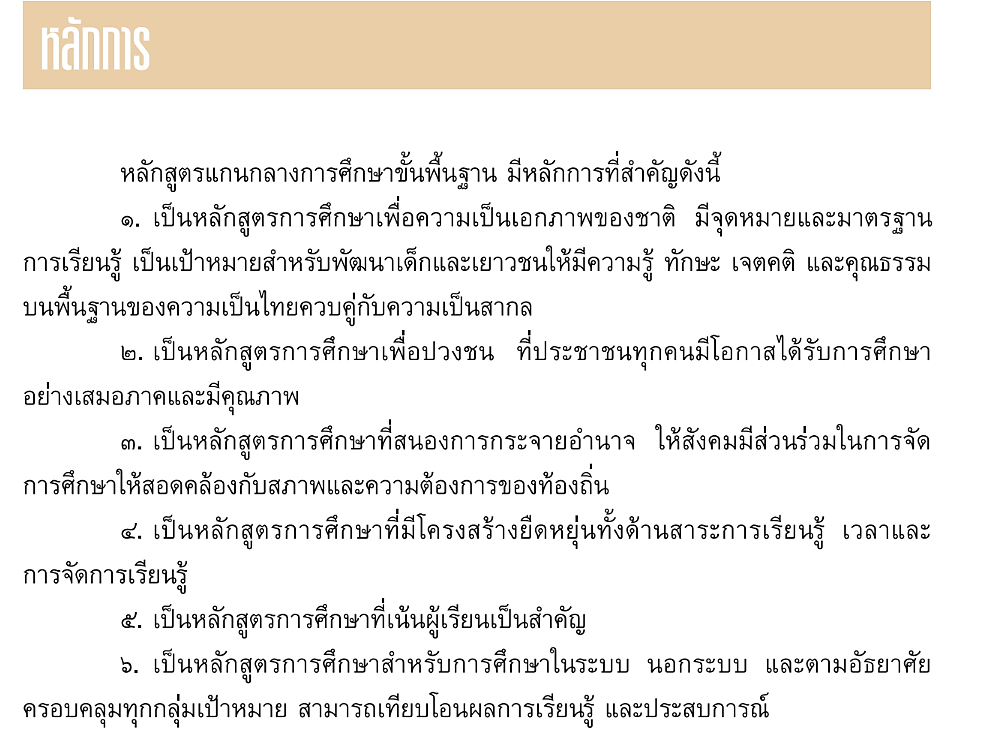 หลักการ
หลักสูตรแกนกลางการศึกษาขั้นพื้นฐาน มีหลักการที่สำคัญดังนี้
๑. เป็นหลักสูตรการศึกษาเพื่อความเป็นเอกภาพของชาติ มีจุดหมายและมาตรฐาน
การเรียนรู้ เป็นเป้าหมายสำหรับพัฒนาเด็กและเยาวชนให้มีความรู้ ทักษะ เจตคติ และคุณธรรม
บนพื้นฐานของความเป็นไทยควบคู่กับความเป็นสากล
๒. เป็นหลักสูตรการศึกษาเพื่อปวงชน ที่ประชาชนทุกคนมีโอกาสได้รับการศึกษา
อย่างเสมอภาคและมีคุณภาพ
๓. เป็นหลักสูตรการศึกษาที่สนองการกระจายอำนาจ ให้สังคมมีส่วนร่วมในการจัด
การศึกษาให้สอดคล้องกับสภาพและความต้องการของท้องถิ่น
๔. เป็นหลักสูตรการศึกษาที่มีโครงสร้างยืดหยุ่นทั้งด้านสาระการเรียนรู้ เวลาและ
การจัดการเรียนรู้
๕. เป็นหลักสูตรการศึกษาที่เน้นผู้เรียนเป็นสำคัญ
๖. เป็นหลักสูตรการศึกษาสำหรับการศึกษาในระบบ นอกระบบ และตามอัธยาศัย
ครอบคลุมทุกกลุ่มเป้าหมาย สามารถเทียบโอนผลการเรียนรู้ และประสบการณ์